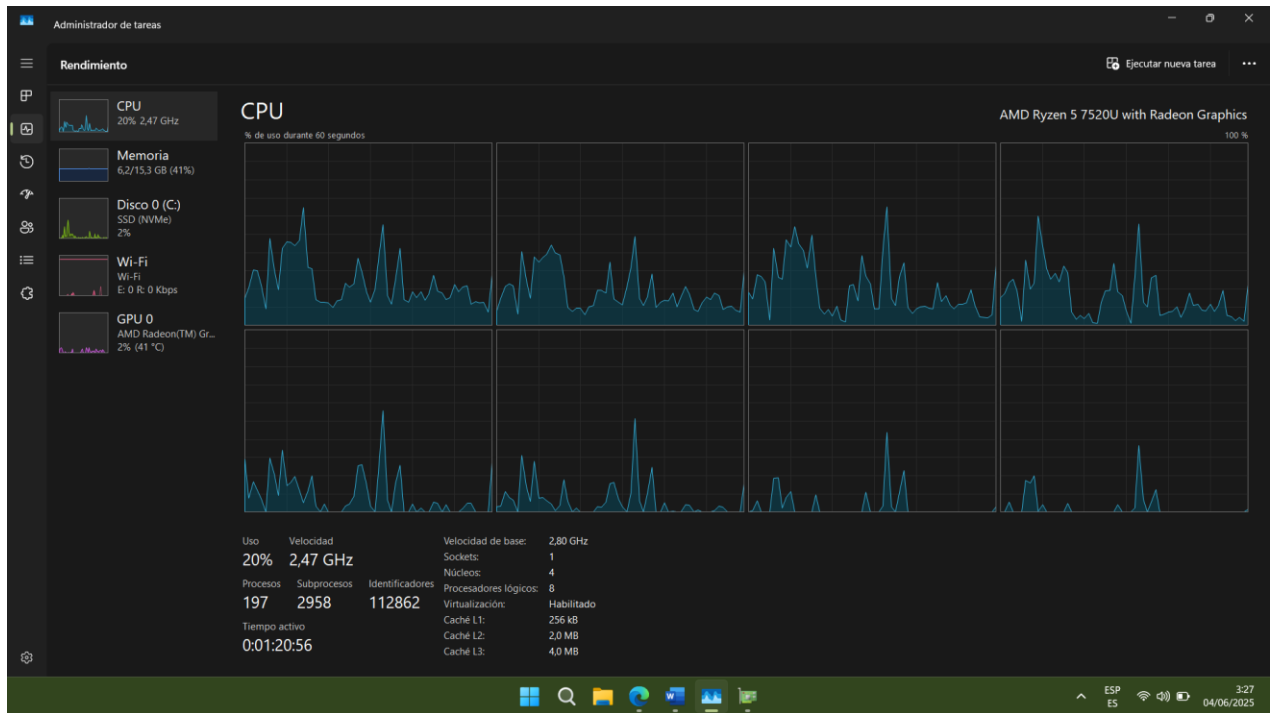 Administrador de tareas
Rendimiento
Ejecutar nueva tarea
CPU
20% 2,47 GHz
Memoria
6,2/15,3 GB (41%)
Disco 0 (C:)
SSD (NVMe)
2%
Wi-Fi
Wi-Fi
E: 0 R: 0 Kbps
GPU 0
AMD Radeon(TM) Gr...
2% (41 °C)
CPU
AMD Ryzen 5 7520U with Radeon Graphics
% de uso durante 60 segundos
100 %
Uso
Velocidad
20%
2,47 GHz
Procesos
Subprocesos
Identificadores
197
2958
112862
Tiempo activo
0:01:20:56
Velocidad de base: 2,80 GHz
Sockets: 1
Núcleos: 4
Procesadores lógicos: 8
Virtualización: Habilitado
Caché L1: 256 kB
Caché L2: 2,0 MB
Caché L3: 4,0 MB
ESP
ES
3:27
04/06/2025